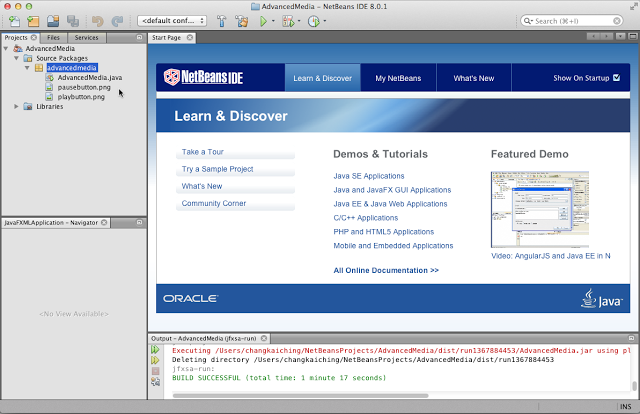 AdvancedMedia – NetBeans IDE 8.0.1
<default conf...
Search (⌘+I)
Projects Files Services
AdvancedMedia
Source Packages
advancedmedia
AdvancedMedia.java
pausebutton.png
playbutton.png
Libraries
JavaFXMLApplication – Navigator
<No View Available>
Start Page
NetBeans IDE
Learn & Discover My NetBeans What's New Show On Startup
Learn & Discover
Take a Tour
Try a Sample Project
What's New
Community Corner
Demos & Tutorials
Java SE Applications
Java and JavaFX GUI Applications
Java EE & Java Web Applications
C/C++ Applications
PHP and HTML5 Applications
Mobile and Embedded Applications
All Online Documentation >>
Featured Demo
Video: AngularJS and Java EE in N
ORACLE
Java
Output – AdvancedMedia (jfxsa-run)
Executing /Users/changkaiching/NetBeansProjects/AdvancedMedia/dist/run1367884453/AdvancedMedia.jar using pl
Deleting directory /Users/changkaiching/NetBeansProjects/AdvancedMedia/dist/run1367884453
jfxsa-run:
BUILD SUCCESSFUL (total time: 1 minute 17 seconds)
INS